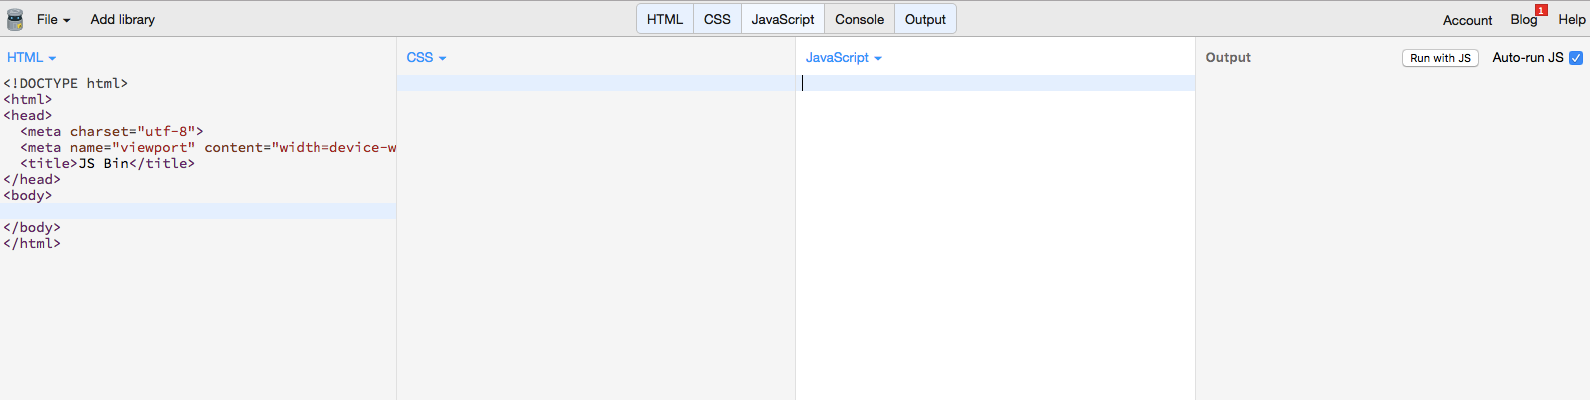 File Add library HTML CSS JavaScript Console Output Account Blog 1 Help
HTML
<!DOCTYPE html>
<html>
<head>
  <meta charset="utf-8">
  <meta name="viewport" content="width=device-w
  <title>JS Bin</title>
</head>
<body>
</body>
</html>
CSS
JavaScript
Output Run with JS Auto-run JS